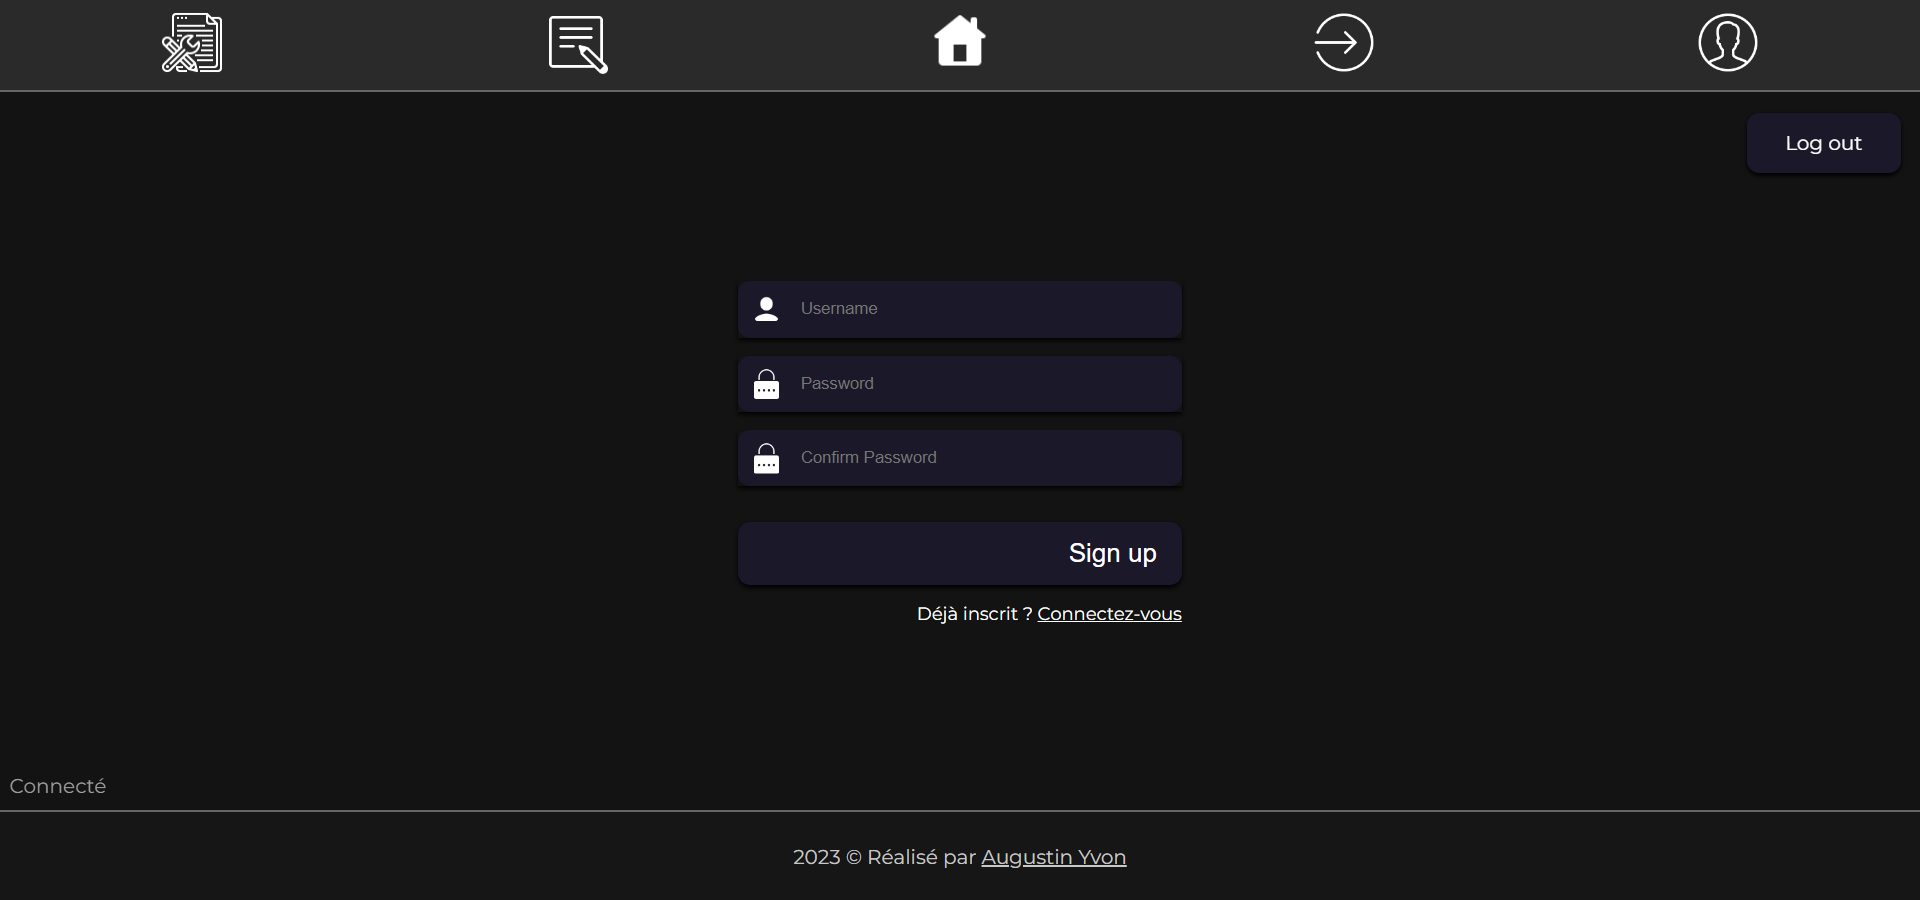 Log out
Username
Password
Confirm Password
Sign up
Déjà inscrit ? Connectez-vous
Connecté
2023 © Réalisé par Augustin Yvon